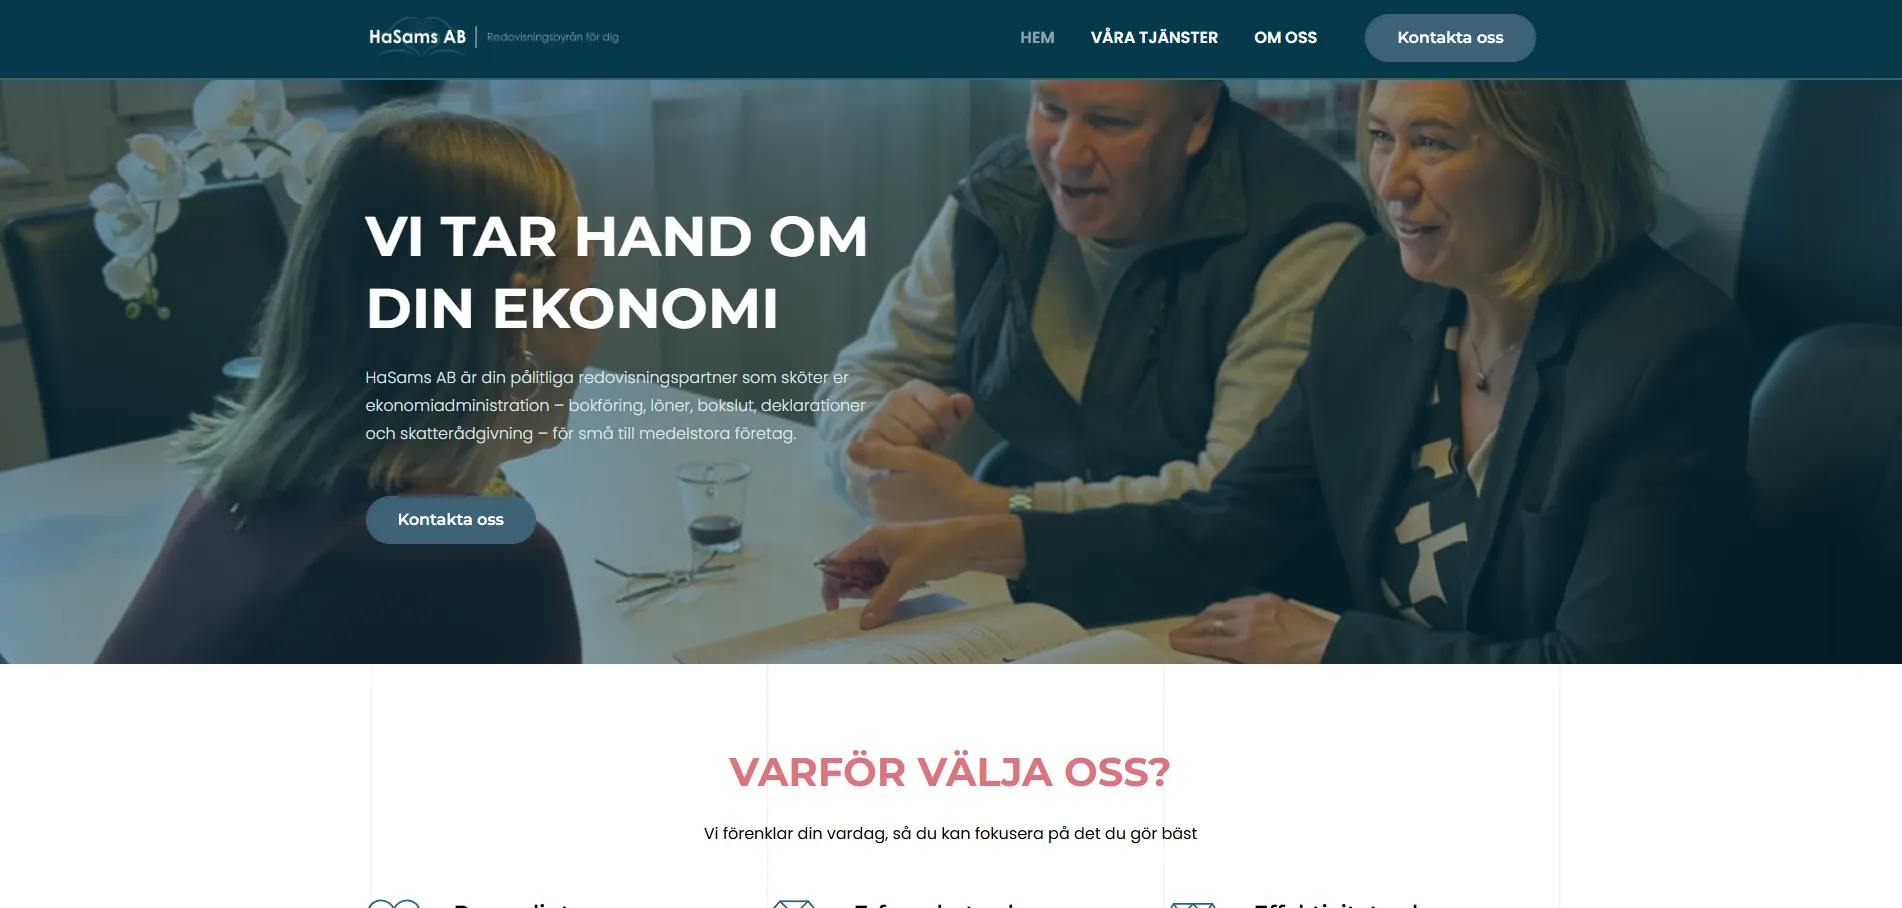 HaSams AB | Redovisningsbyrån för dig
HEM
VÅRA TJÄNSTER
OM OSS
Kontakta oss
VI TAR HAND OM
DIN EKONOMI
HaSams AB är din pålitliga redovisningspartner som sköter er
ekonomiadministration – bokföring, löner, bokslut, deklarationer
och skatterådgivning – för små till medelstora företag.
Kontakta oss
VARFÖR VÄLJA OSS?
Vi förenklar din vardag, så du kan fokusera på det du gör bäst